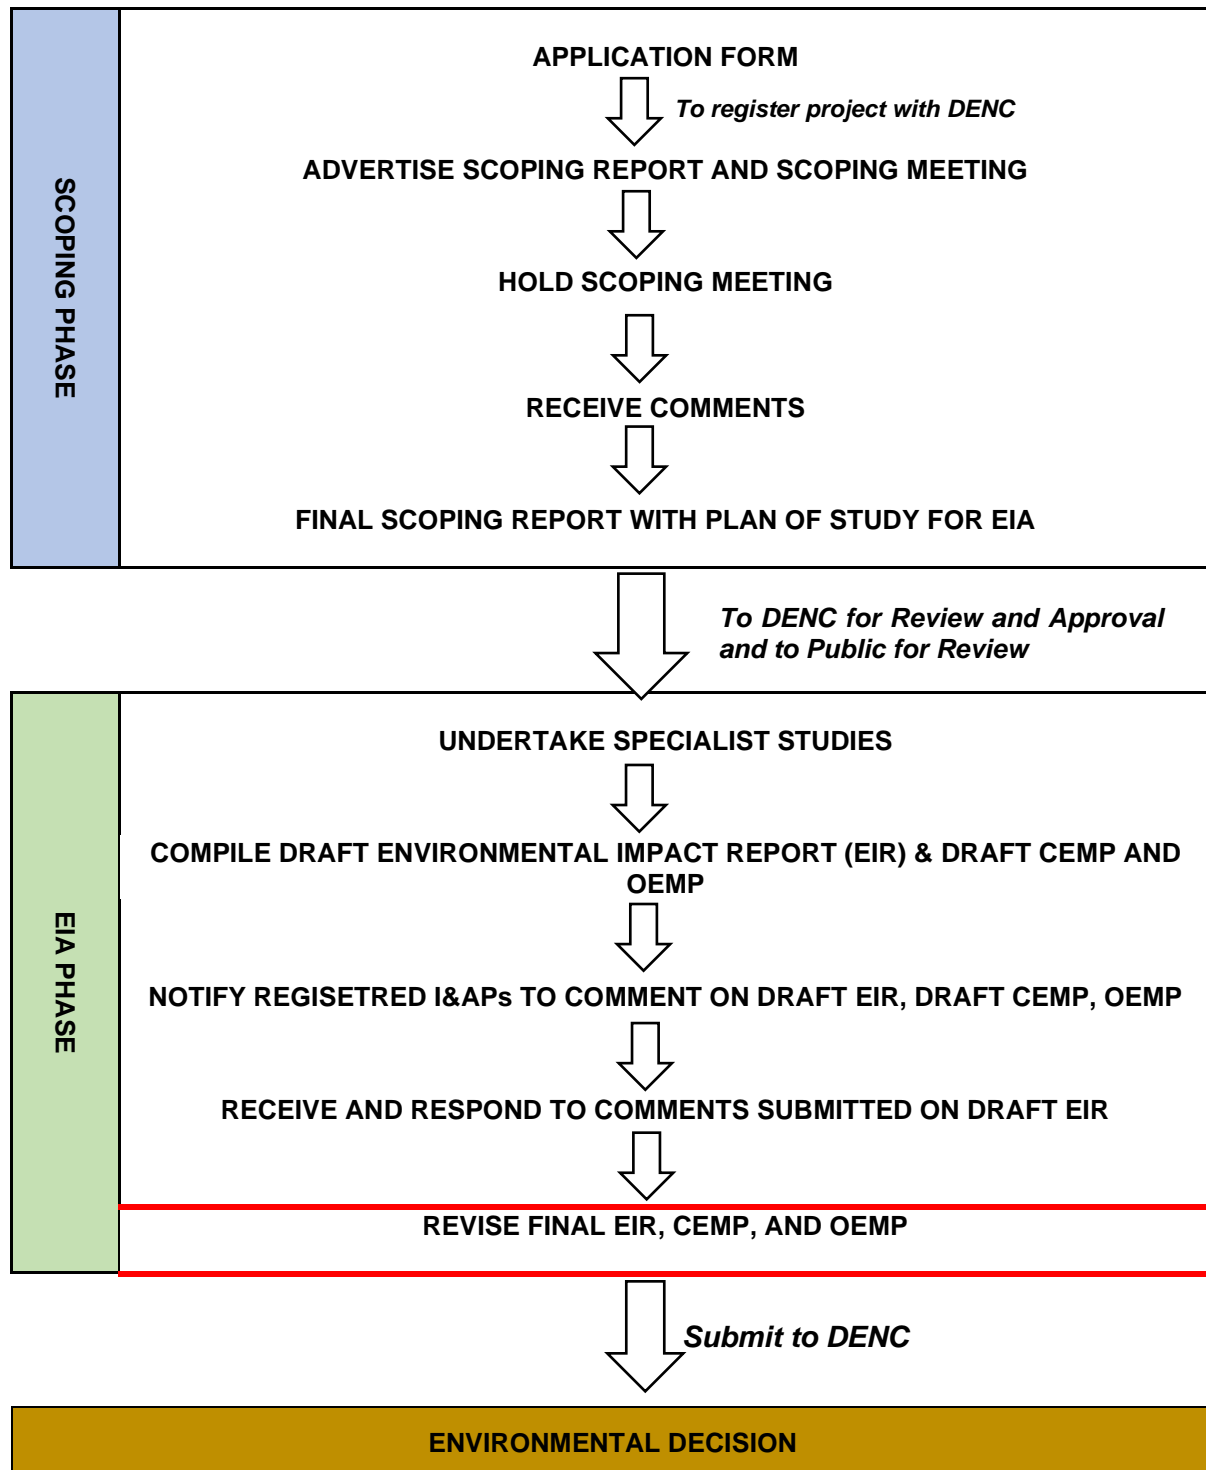 SCOPING PHASE
APPLICATION FORM
To register project with DENC
ADVERTISE SCOPING REPORT AND SCOPING MEETING
HOLD SCOPING MEETING
RECEIVE COMMENTS
FINAL SCOPING REPORT WITH PLAN OF STUDY FOR EIA
To DENC for Review and Approval
and to Public for Review
EIA PHASE
UNDERTAKE SPECIALIST STUDIES
COMPILE DRAFT ENVIRONMENTAL IMPACT REPORT (EIR) & DRAFT CEMP AND
OEMP
NOTIFY REGISETRED I&APs TO COMMENT ON DRAFT EIR, DRAFT CEMP, OEMP
RECEIVE AND RESPOND TO COMMENTS SUBMITTED ON DRAFT EIR
REVISE FINAL EIR, CEMP, AND OEMP
Submit to DENC
ENVIRONMENTAL DECISION